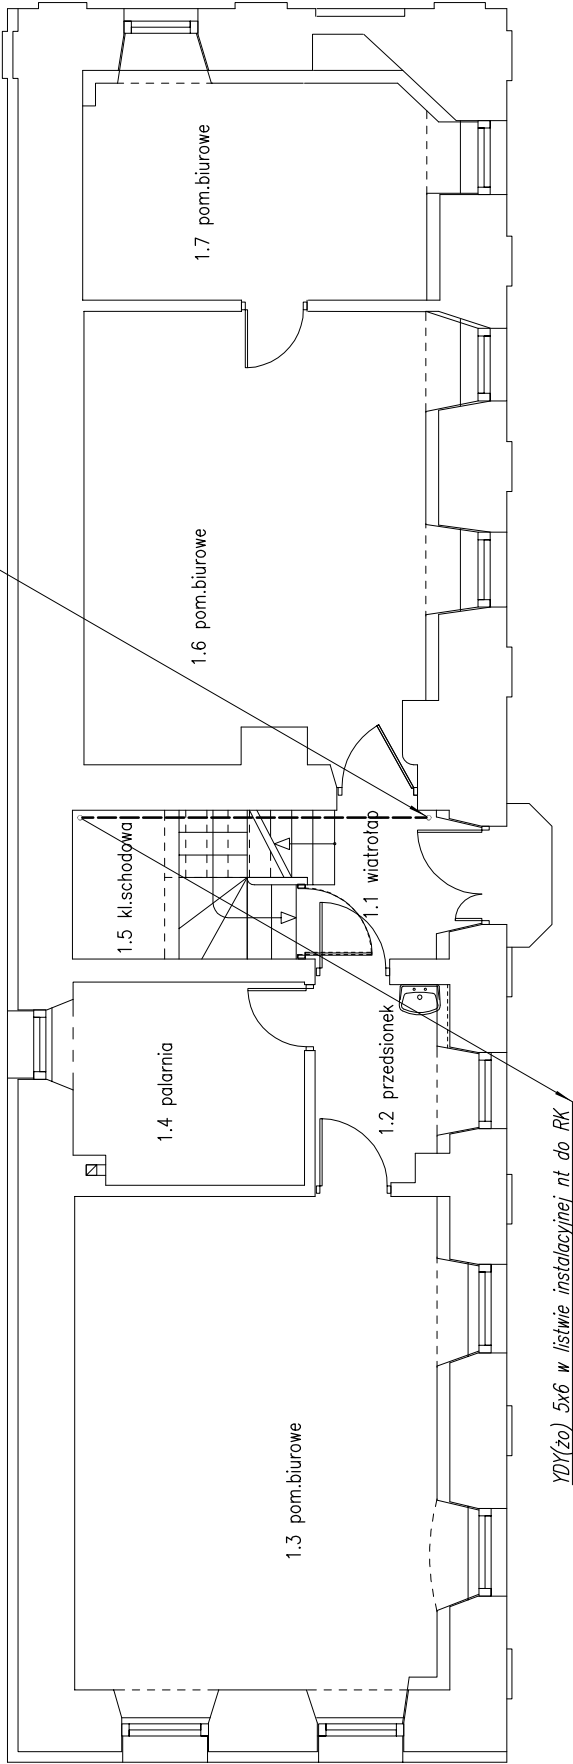 1.7 pom.biurowe
1.6 pom.biurowe
1.5 kl.schodowa
1.1 wiatrołap
1.4 palarnia
1.2 przedsionek
1.3 pom.biurowe
YDY(żo) 5x6 w listwie instalacyjnej nt do RK